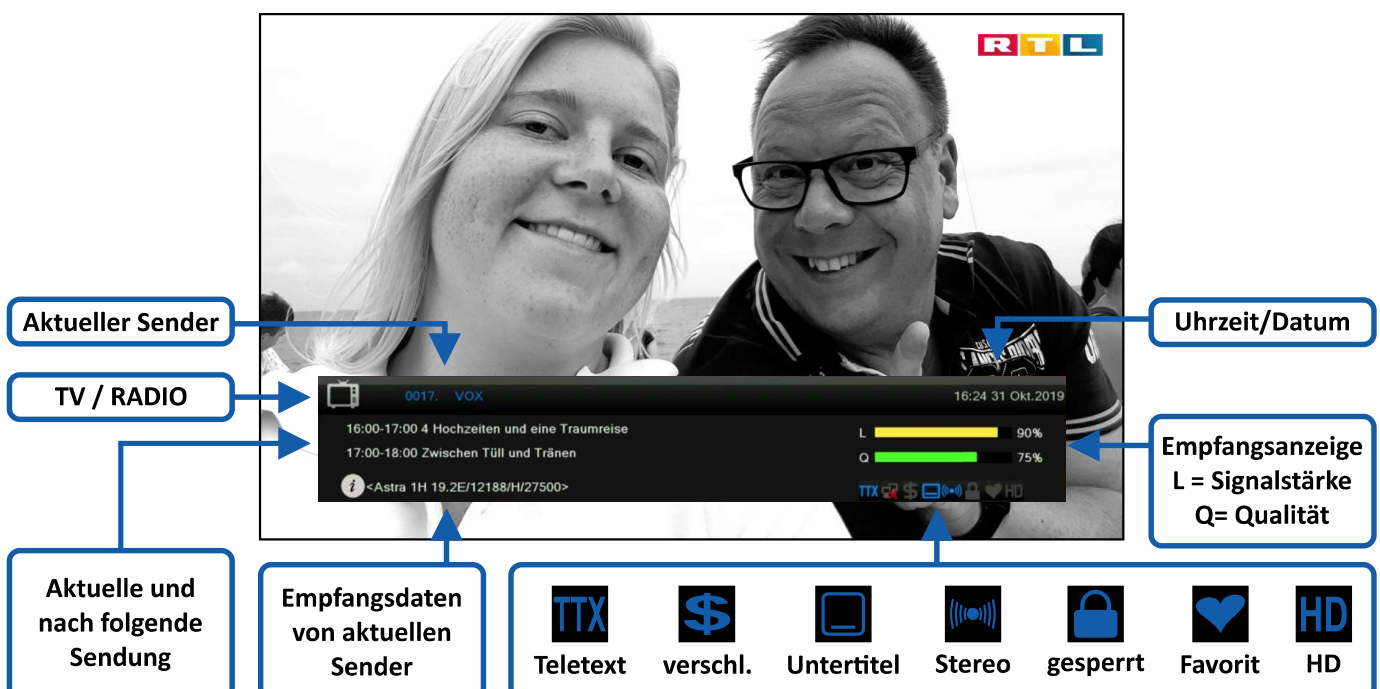 RTL
Aktueller Sender
Uhrzeit/Datum
TV / RADIO
0017. VOX
16:24 31 Okt.2019
16:00-17:00 4 Hochzeiten und eine Traumreise
L 90%
17:00-18:00 Zwischen Tüll und Tränen
Q 75%
i <Astra 1H 19.2E/12188/H/27500>
TTX $ HD
Empfangsanzeige
L = Signalstärke
Q= Qualität
Aktuelle und
nach folgende
Sendung
Empfangsdaten
von aktuellen
Sender
TTX $ HD
Teletext verschl. Untertitel Stereo gesperrt Favorit HD